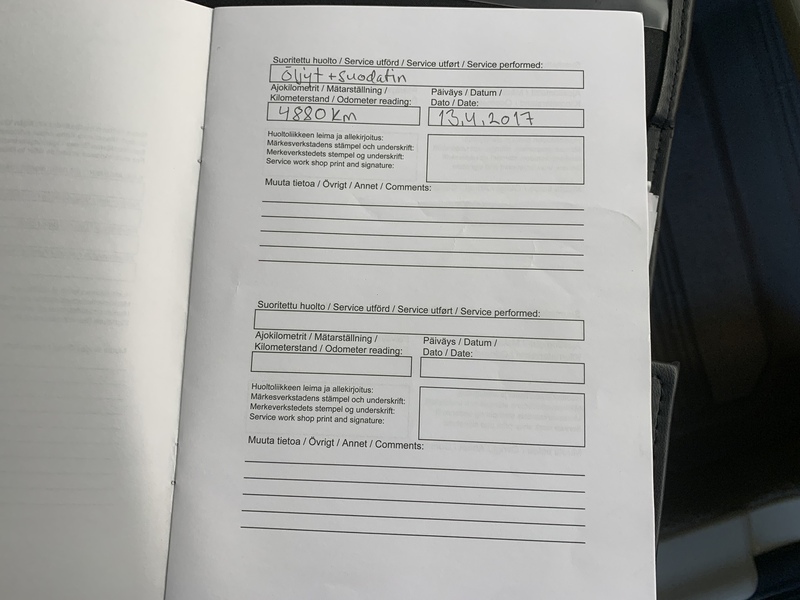 Suoritettu huolto / Service utförd / Service utført / Service performed:
Öljyt + suodatin
Ajokilometrit / Mätarställning /
Kilometerstand / Odometer reading:
Päiväys / Datum /
Dato / Date:
4880 km
13.4.2017
Huoltoliikkeen leima ja allekirjoitus:
Märkesverkstadens stämpel och underskrift:
Merkeverkstedets stempel og underskrift:
Service work shop print and signature:
Muuta tietoa / Övrigt / Annet / Comments:
Suoritettu huolto / Service utförd / Service utført / Service performed:
Ajokilometrit / Mätarställning /
Kilometerstand / Odometer reading:
Päiväys / Datum /
Dato / Date:
Huoltoliikkeen leima ja allekirjoitus:
Märkesverkstadens stämpel och underskrift:
Merkeverkstedets stempel og underskrift:
Service work shop print and signature:
Muuta tietoa / Övrigt / Annet / Comments: